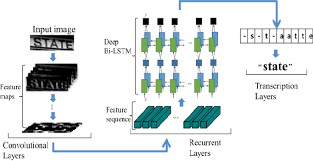 Input image
STATE
Feature
maps
Convolutional
Layers
Deep
Bi-LSTM
Feature
sequence
...
Recurrent
Layers
-s-t-aatte
"state"
Transcription
Layers